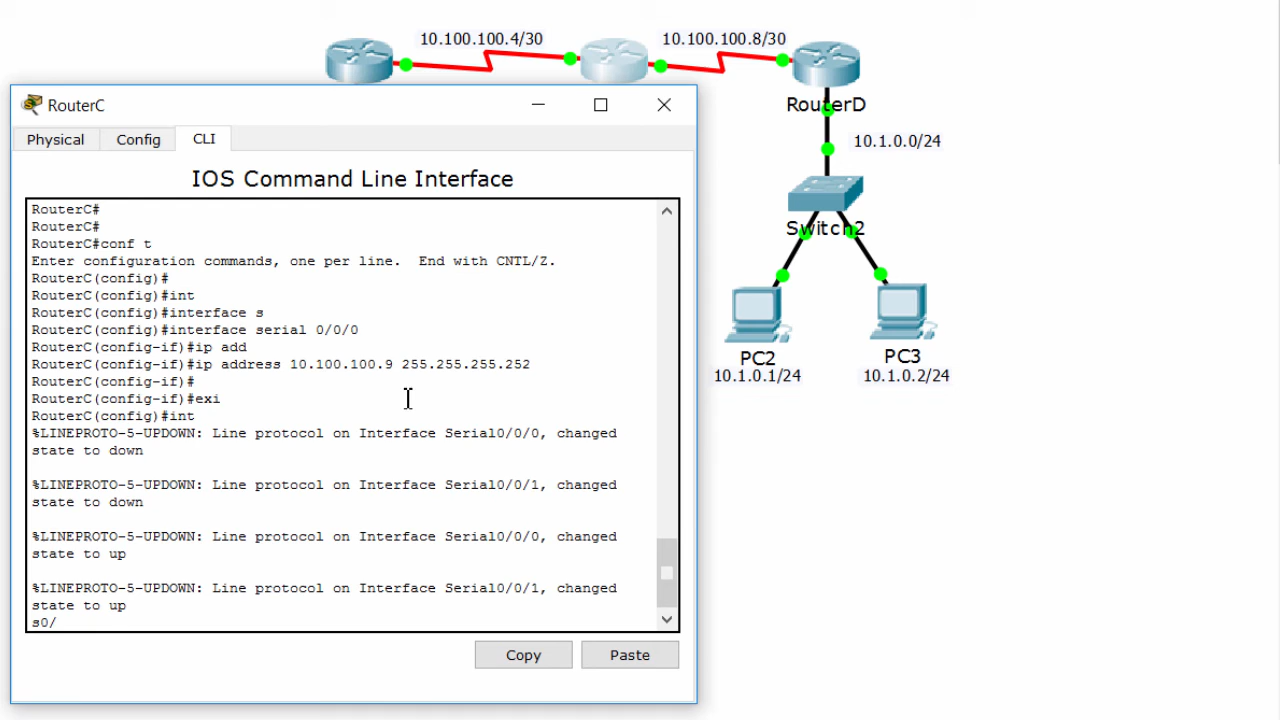 10.100.100.4/30
10.100.100.8/30
RouterD
10.1.0.0/24
Switch2
PC2
10.1.0.1/24
PC3
10.1.0.2/24
RouterC
Physical
Config
CLI
IOS Command Line Interface
RouterC#
RouterC#
RouterC#conf t
Enter configuration commands, one per line.  End with CNTL/Z.
RouterC(config)#
RouterC(config)#int
RouterC(config)#interface s
RouterC(config)#interface serial 0/0/0
RouterC(config-if)#ip add
RouterC(config-if)#ip address 10.100.100.9 255.255.255.252
RouterC(config-if)#
RouterC(config-if)#exi
RouterC(config)#int
%LINEPROTO-5-UPDOWN: Line protocol on Interface Serial0/0/0, changed
state to down
%LINEPROTO-5-UPDOWN: Line protocol on Interface Serial0/0/1, changed
state to down
%LINEPROTO-5-UPDOWN: Line protocol on Interface Serial0/0/0, changed
state to up
%LINEPROTO-5-UPDOWN: Line protocol on Interface Serial0/0/1, changed
state to up
s0/
Copy
Paste